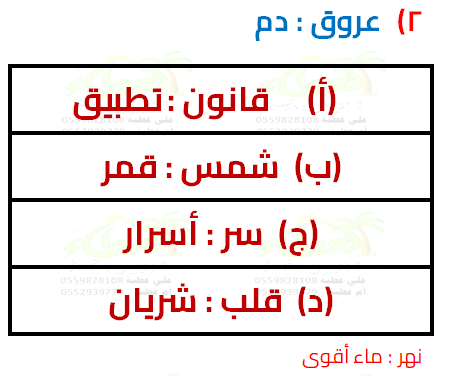 ٢) عروق : دم
(أ) قانون : تطبيق
(ب) شمس : قمر
(ج) سر : أسرار
(د) قلب : شريان
نهر : ماء أقوى